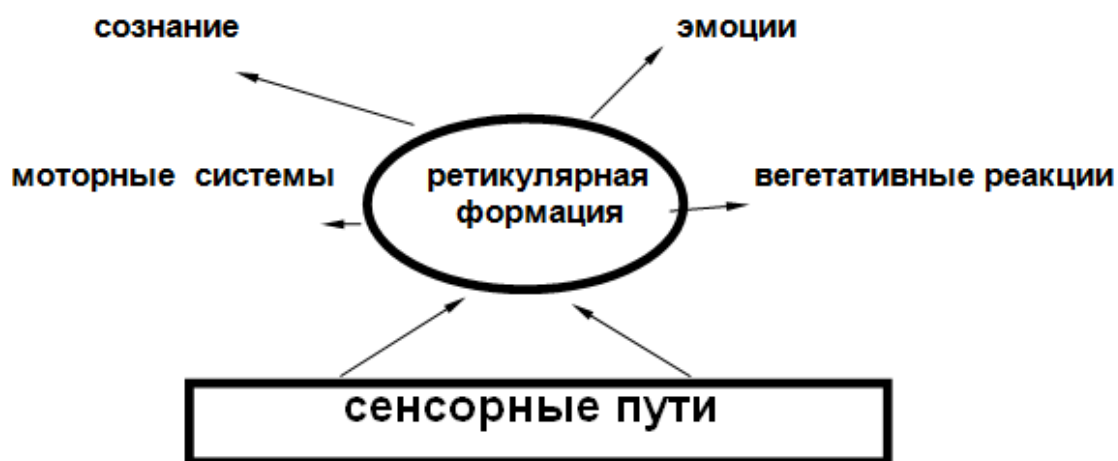 сознание
эмоции
моторные системы
ретикулярная
формация
вегетативные реакции
сенсорные пути